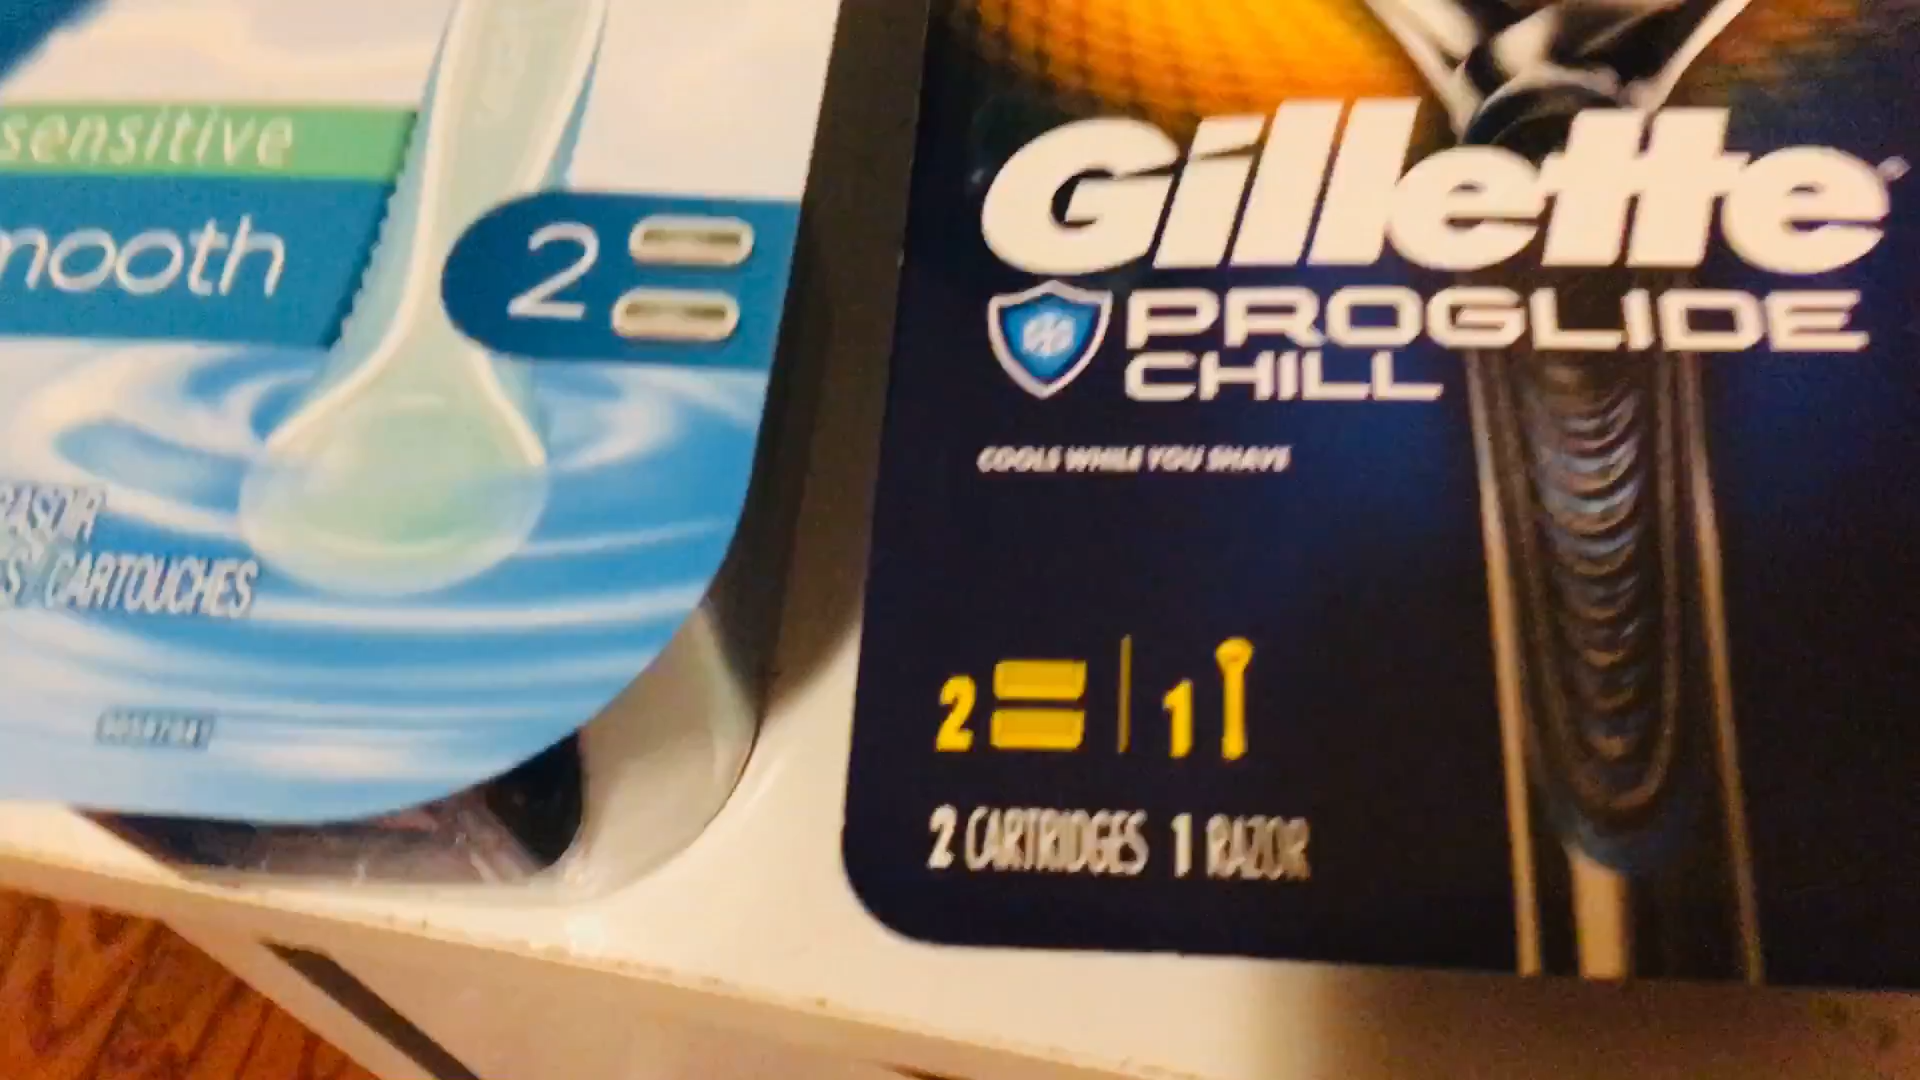 sensitive
mooth
2
RASOIR
CARTOUCHES
Gillette
PROGLIDE
CHILL
COOLS WHILE YOU SHAVE
2 1
2 CARTRIDGES 1 RAZOR